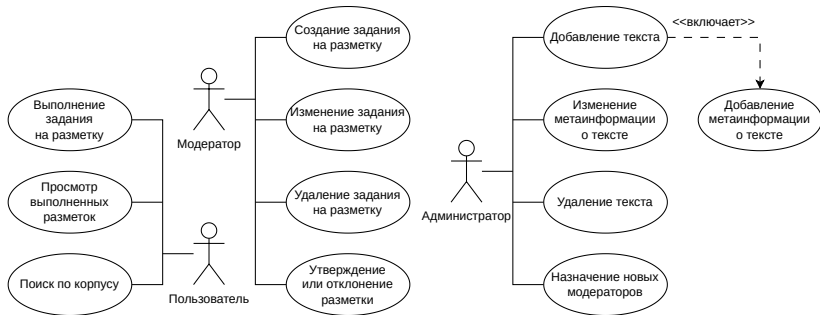 Выполнение
задания
на разметку
Просмотр
выполненных
разметок
Поиск по корпусу
Модератор
Пользователь
Создание задания
на разметку
Изменение задания
на разметку
Удаление задания
на разметку
Утверждение
или отклонение
разметки
Администратор
Добавление текста
Изменение
метаинформации
о тексте
Удаление текста
Назначение новых
модераторов
<<включает>>
Добавление
метаинформации
о тексте